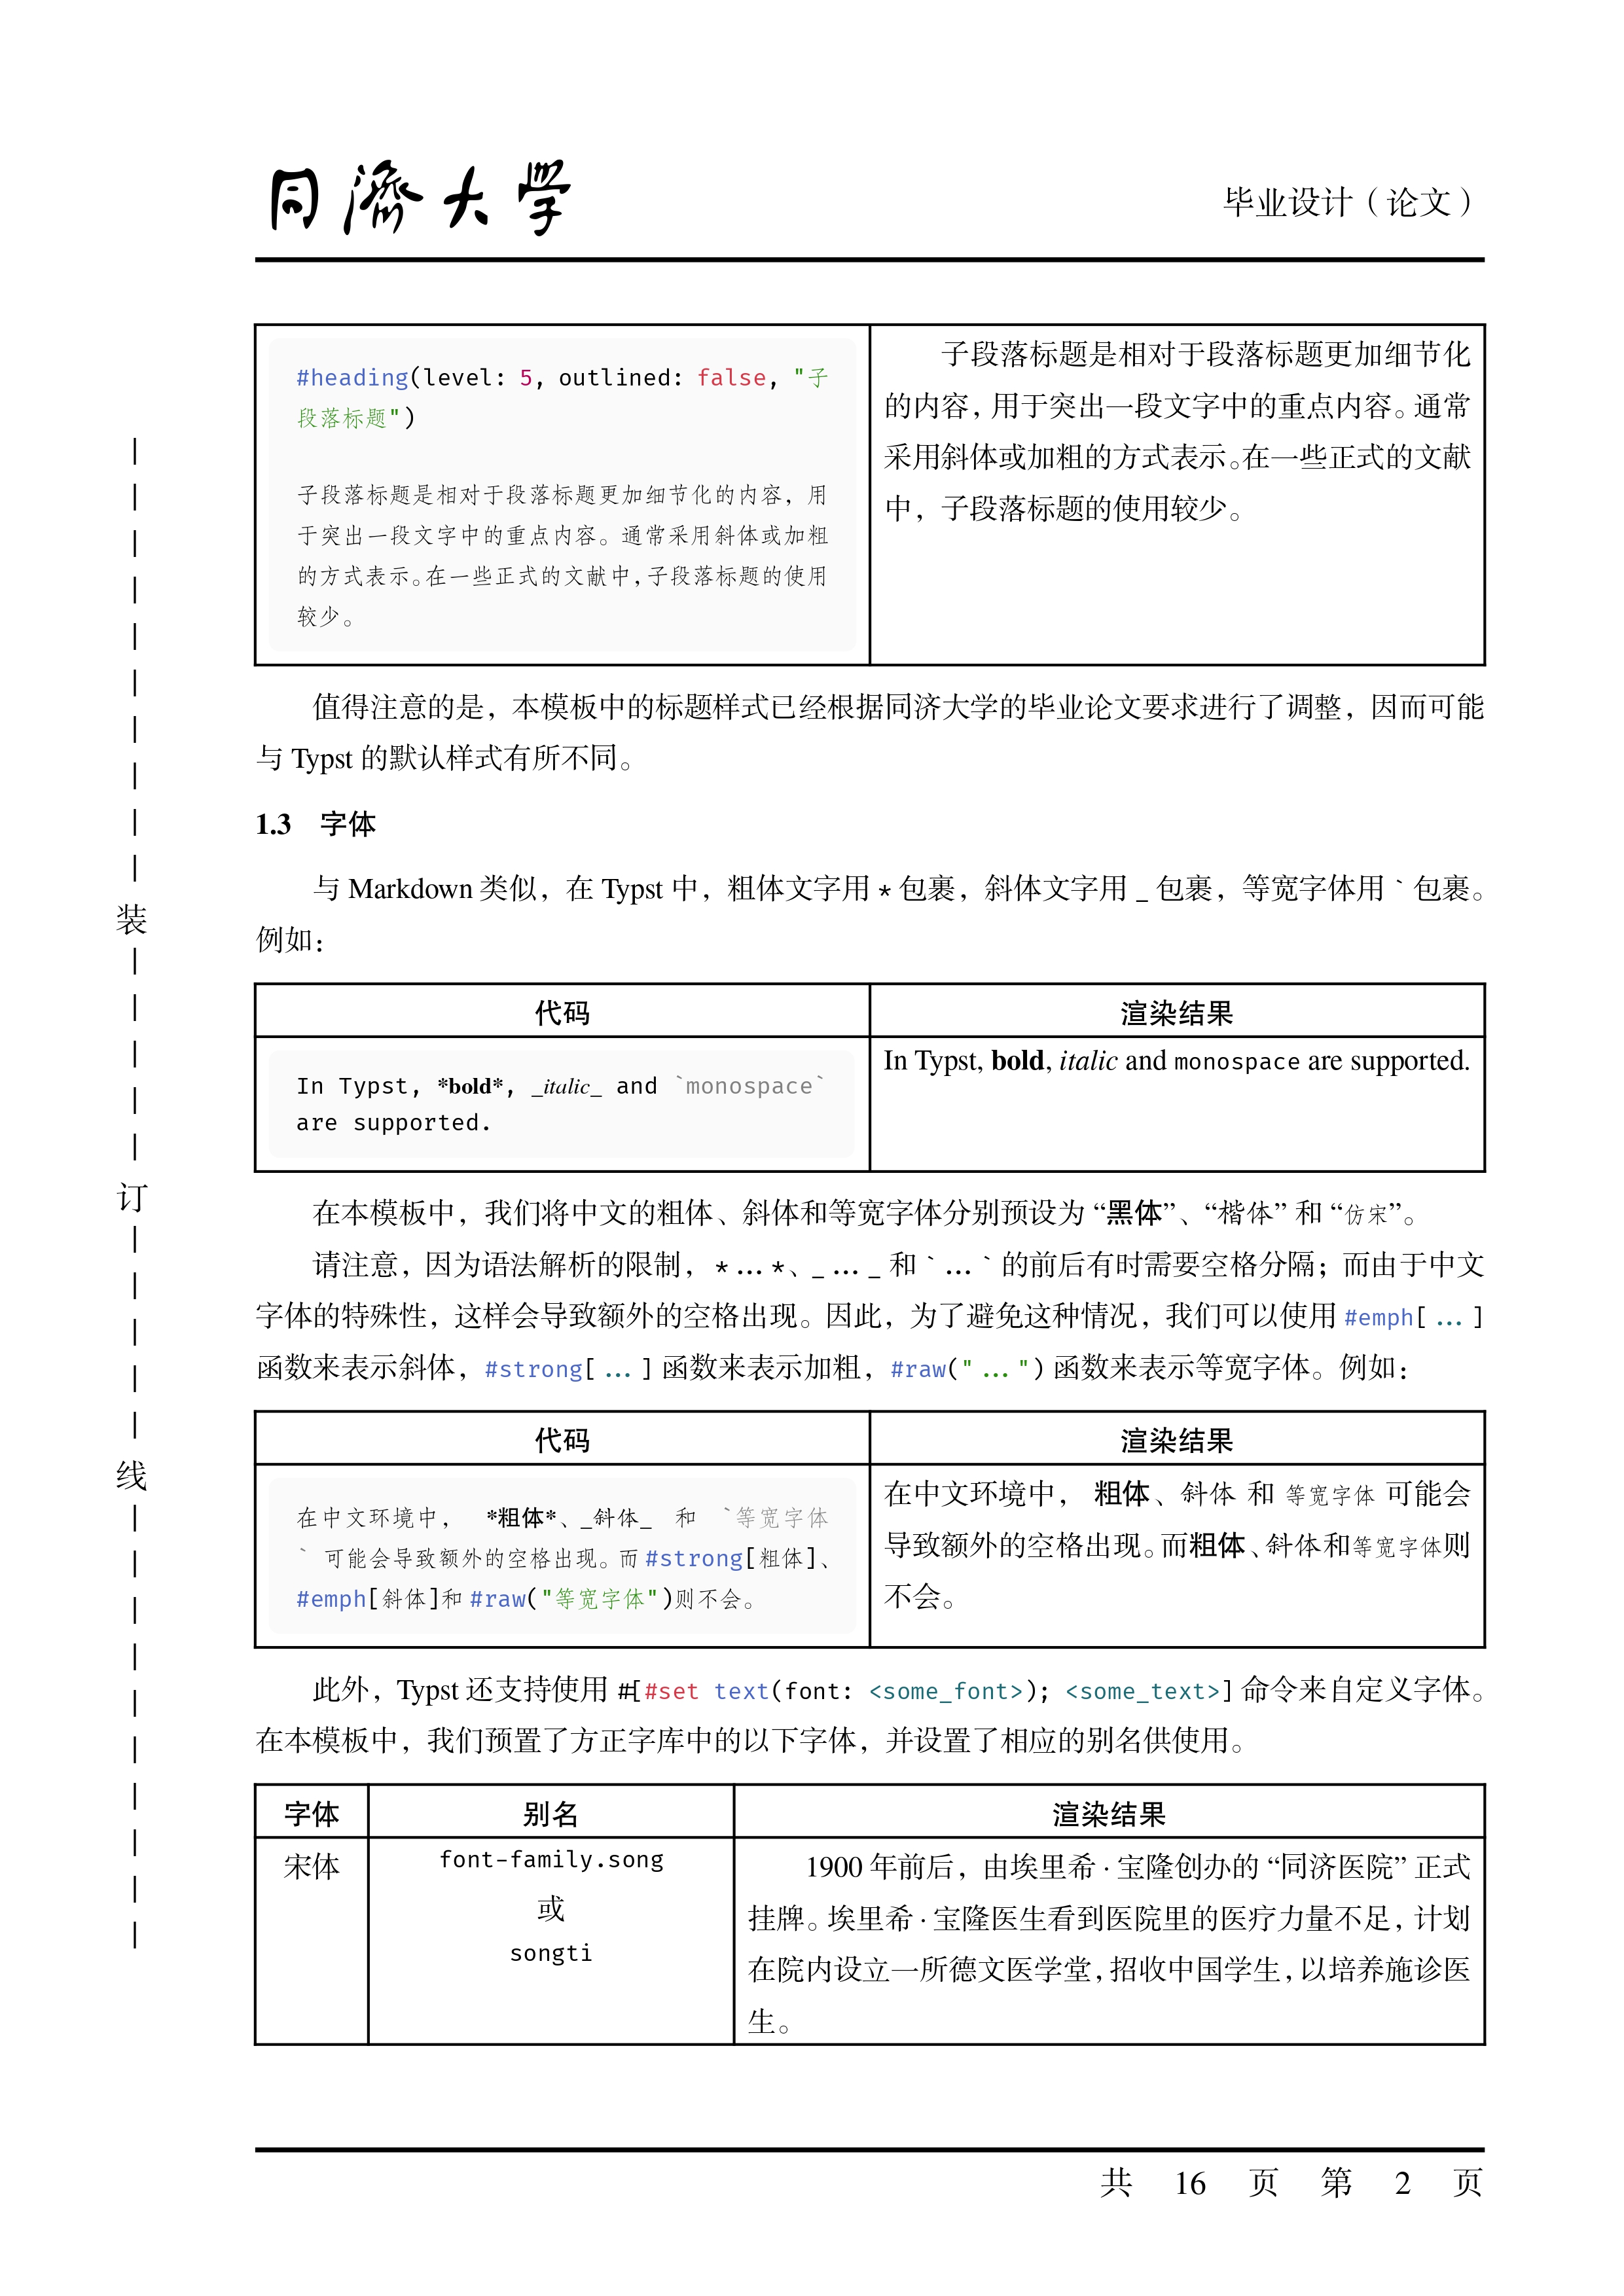 同濟大学
毕业设计（论文）
#heading(level: 5, outlined: false, "子
段落标题")
子段落标题是相对于段落标题更加细节化的内容，用
于突出一段文字中的重点内容。通常采用斜体或加粗
的方式表示。在一些正式的文献中，子段落标题的使用
较少。
子段落标题是相对于段落标题更加细节化
的内容，用于突出一段文字中的重点内容。通常
采用斜体或加粗的方式表示。在一些正式的文献
中，子段落标题的使用较少。
值得注意的是，本模板中的标题样式已经根据同济大学的毕业论文要求进行了调整，因而可能
与 Typst 的默认样式有所不同。
1.3 字体
与 Markdown 类似，在 Typst 中，粗体文字用 * 包裹，斜体文字用 _ 包裹，等宽字体用 ` 包裹。
例如：
代码 渲染结果
In Typst, *bold*, _italic_ and `monospace`
are supported.
In Typst, bold, italic and monospace are supported.
在本模板中，我们将中文的粗体、斜体和等宽字体分别预设为 “黑体”、“楷体” 和 “仿宋”。
请注意，因为语法解析的限制， * … *、_ … _ 和 ` … ` 的前后有时需要空格分隔；而由于中文
字体的特殊性，这样会导致额外的空格出现。因此，为了避免这种情况，我们可以使用 #emph[ … ]
函数来表示斜体，#strong[ … ] 函数来表示加粗，#raw(" … ") 函数来表示等宽字体。例如：
代码 渲染结果
在中文环境中， *粗体*、_斜体_ 和 `等宽字体
` 可能会导致额外的空格出现。而 #strong[粗体]、
#emph[斜体]和 #raw("等宽字体")则不会。
在中文环境中， 粗体、斜体 和 等宽字体 可能会
导致额外的空格出现。而粗体、斜体和等宽字体则
不会。
此外，Typst 还支持使用 #[#set text(font: <some_font>); <some_text>] 命令来自定义字体。
在本模板中，我们预置了方正字库中的以下字体，并设置了相应的别名供使用。
字体 别名 渲染结果
宋体
font-family.song
或
songti
1900 年前后，由埃里希 · 宝隆创办的 “同济医院” 正式
挂牌。埃里希 · 宝隆医生看到医院里的医疗力量不足，计划
在院内设立一所德文医学堂，招收中国学生，以培养施诊医
生。
装
订
线
共 16 页 第 2 页